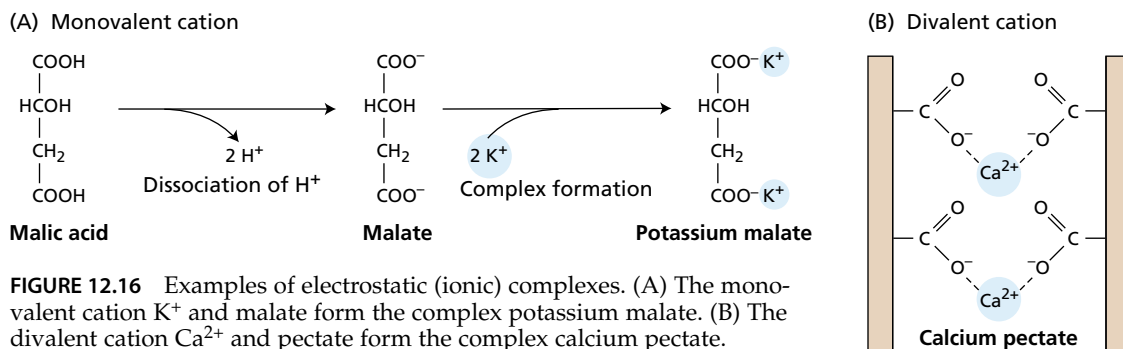 (A) Monovalent cation
COOH
HCOH
CH₂
COOH
Malic acid
2 H⁺
Dissociation of H⁺
COO⁻
HCOH
CH₂
COO⁻
Malate
2 K⁺
Complex formation
COO⁻ K⁺
HCOH
CH₂
COO⁻ K⁺
Potassium malate
(B) Divalent cation
O O
C C
O⁻ ⁻O
Ca²⁺
O O
C C
O⁻ ⁻O
Ca²⁺
Calcium pectate
FIGURE 12.16 Examples of electrostatic (ionic) complexes. (A) The mono-
valent cation K⁺ and malate form the complex potassium malate. (B) The
divalent cation Ca²⁺ and pectate form the complex calcium pectate.